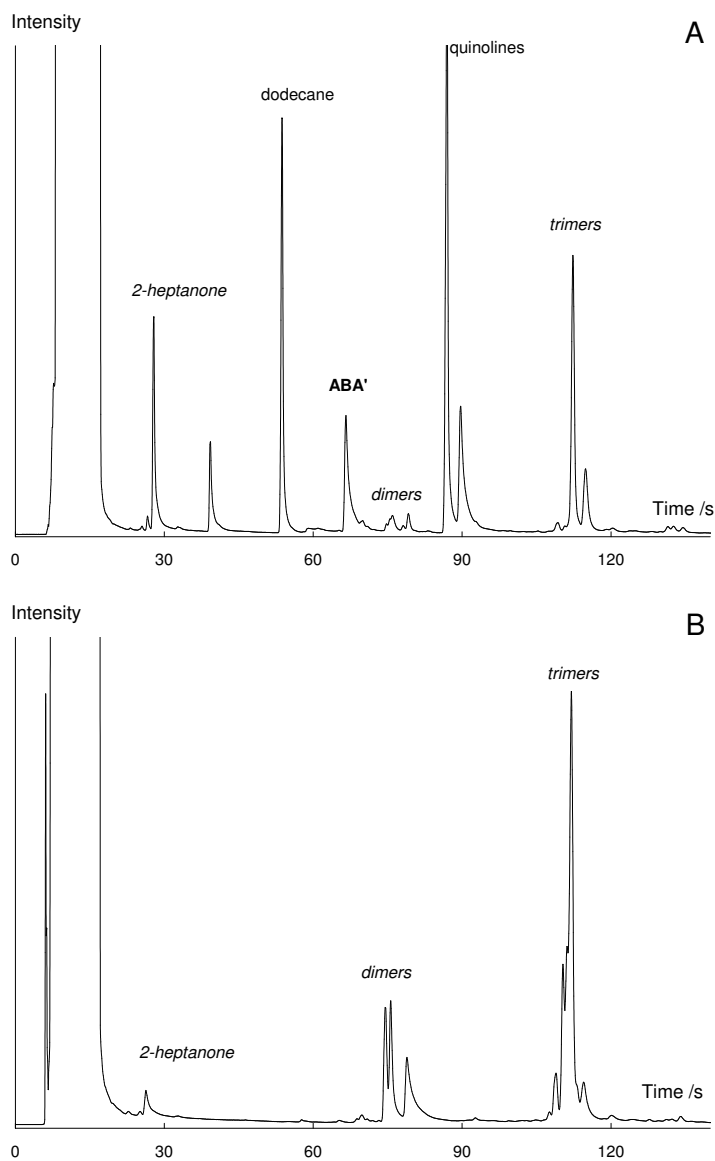 Intensity
A
quinolines
dodecane
trimers
2-heptanone
ABA'
dimers
Time /s
0 30 60 90 120
Intensity
B
trimers
dimers
2-heptanone
Time /s
0 30 60 90 120